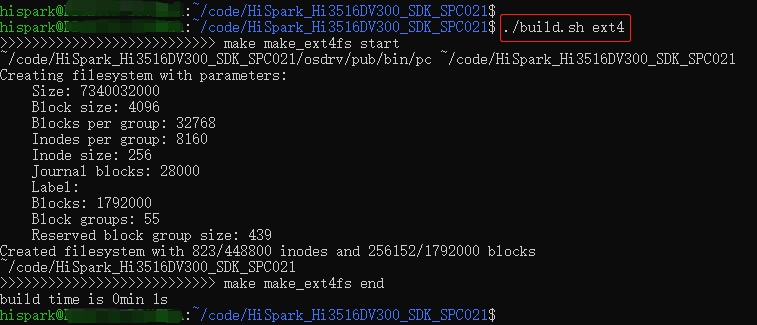 hispark@ :~/code/HiSpark_Hi3516DV300_SDK_SPC021$
hispark@ :~/code/HiSpark_Hi3516DV300_SDK_SPC021$ ./build.sh ext4
>>>>>>>>>>>>>>>>>>>>>>>>>> make make_ext4fs start
~/code/HiSpark_Hi3516DV300_SDK_SPC021/osdrv/pub/bin/pc ~/code/HiSpark_Hi3516DV300_SDK_SPC021
Creating filesystem with parameters:
    Size: 7340032000
    Block size: 4096
    Blocks per group: 32768
    Inodes per group: 8160
    Inode size: 256
    Journal blocks: 28000
    Label:
    Blocks: 1792000
    Block groups: 55
    Reserved block group size: 439
Created filesystem with 823/448800 inodes and 256152/1792000 blocks
~/code/HiSpark_Hi3516DV300_SDK_SPC021
>>>>>>>>>>>>>>>>>>>>>>>>>> make make_ext4fs end
build time is 0min 1s
hispark@ :~/code/HiSpark_Hi3516DV300_SDK_SPC021$